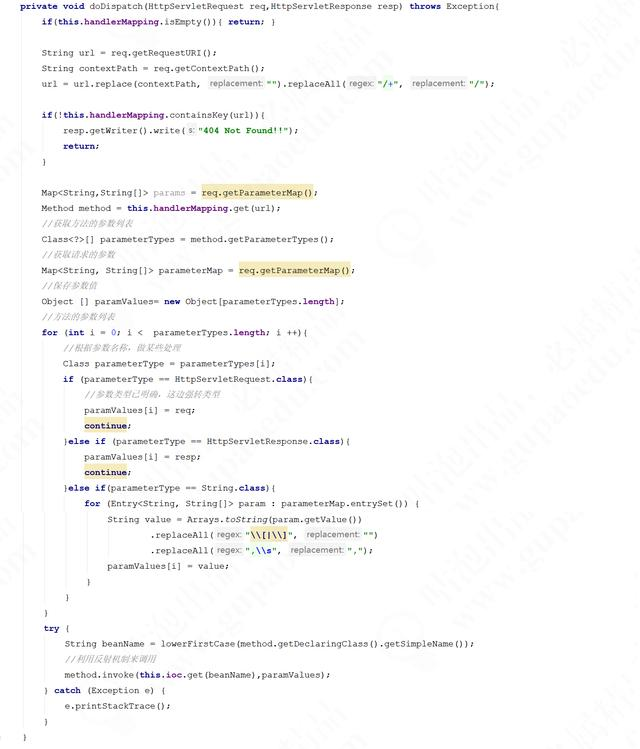 private void doDispatch(HttpServletRequest req,HttpServletResponse resp) throws Exception{
if(this.handlerMapping.isEmpty()){ return; }
String url = req.getRequestURI();
String contextPath = req.getContextPath();
url = url.replace(contextPath, replacement: "").replaceAll( regex: "/+", replacement: "/");
if(!this.handlerMapping.containsKey(url)){
resp.getWriter().write( s: "404 Not Found!!");
return;
}
Map<String,String[]> params = req.getParameterMap();
Method method = this.handlerMapping.get(url);
//获取方法的参数列表
Class<?>[] parameterTypes = method.getParameterTypes();
//获取请求的参数
Map<String, String[]> parameterMap = req.getParameterMap();
//保存参数值
Object [] paramValues= new Object[parameterTypes.length];
//方法的参数列表
for (int i = 0; i <  parameterTypes.length; i ++){
//根据参数名称，做某些处理
Class parameterType = parameterTypes[i];
if (parameterType == HttpServletRequest.class){
//参数类型已明确，这边强转类型
paramValues[i] = req;
continue;
}else if (parameterType == HttpServletResponse.class){
paramValues[i] = resp;
continue;
}else if(parameterType == String.class){
for (Entry<String, String[]> param : parameterMap.entrySet()) {
String value = Arrays.toString(param.getValue())
.replaceAll( regex: "\\[|\\]", replacement: "")
.replaceAll( regex: ",\\s", replacement: ",");
paramValues[i] = value;
}
}
}
try {
String beanName = lowerFirstCase(method.getDeclaringClass().getSimpleName());
//利用反射机制来调用
method.invoke(this.ioc.get(beanName),paramValues);
} catch (Exception e) {
e.printStackTrace();
}
}